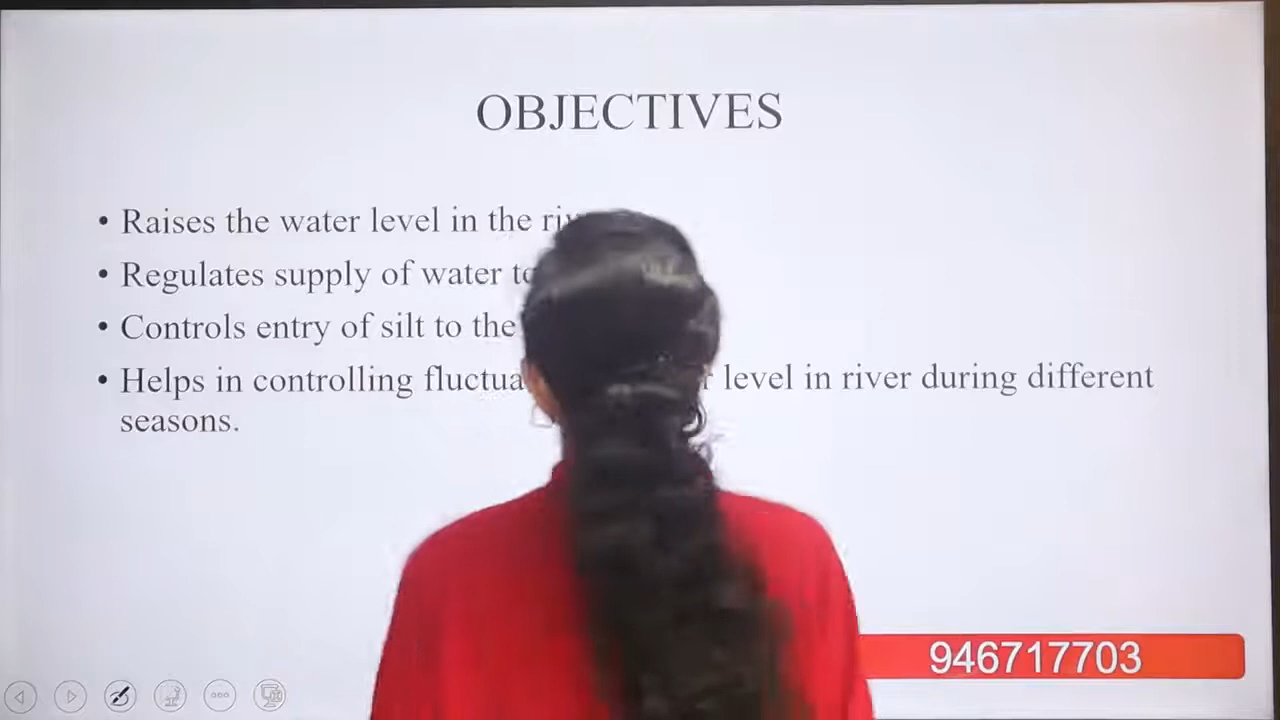 OBJECTIVES
• Raises the water level in the
• Regulates supply of water
• Controls entry of silt to the
• Helps in controlling level in river during different
seasons.
946717703